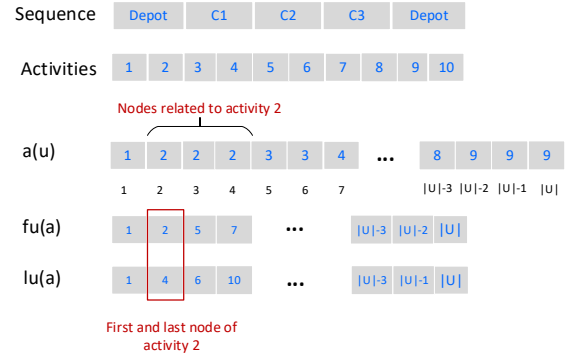 Sequence Depot C1 C2 C3 Depot
Activities 1 2 3 4 5 6 7 8 9 10
Nodes related to activity 2
a(u) 1 2 2 2 3 3 4 ... 8 9 9 9
1 2 3 4 5 6 7 |U|-3 |U|-2 |U|-1 |U|
fu(a) 1 2 5 7 ... |U|-3 |U|-2 |U|
lu(a) 1 4 6 10 ... |U|-3 |U|-1 |U|
First and last node of
activity 2